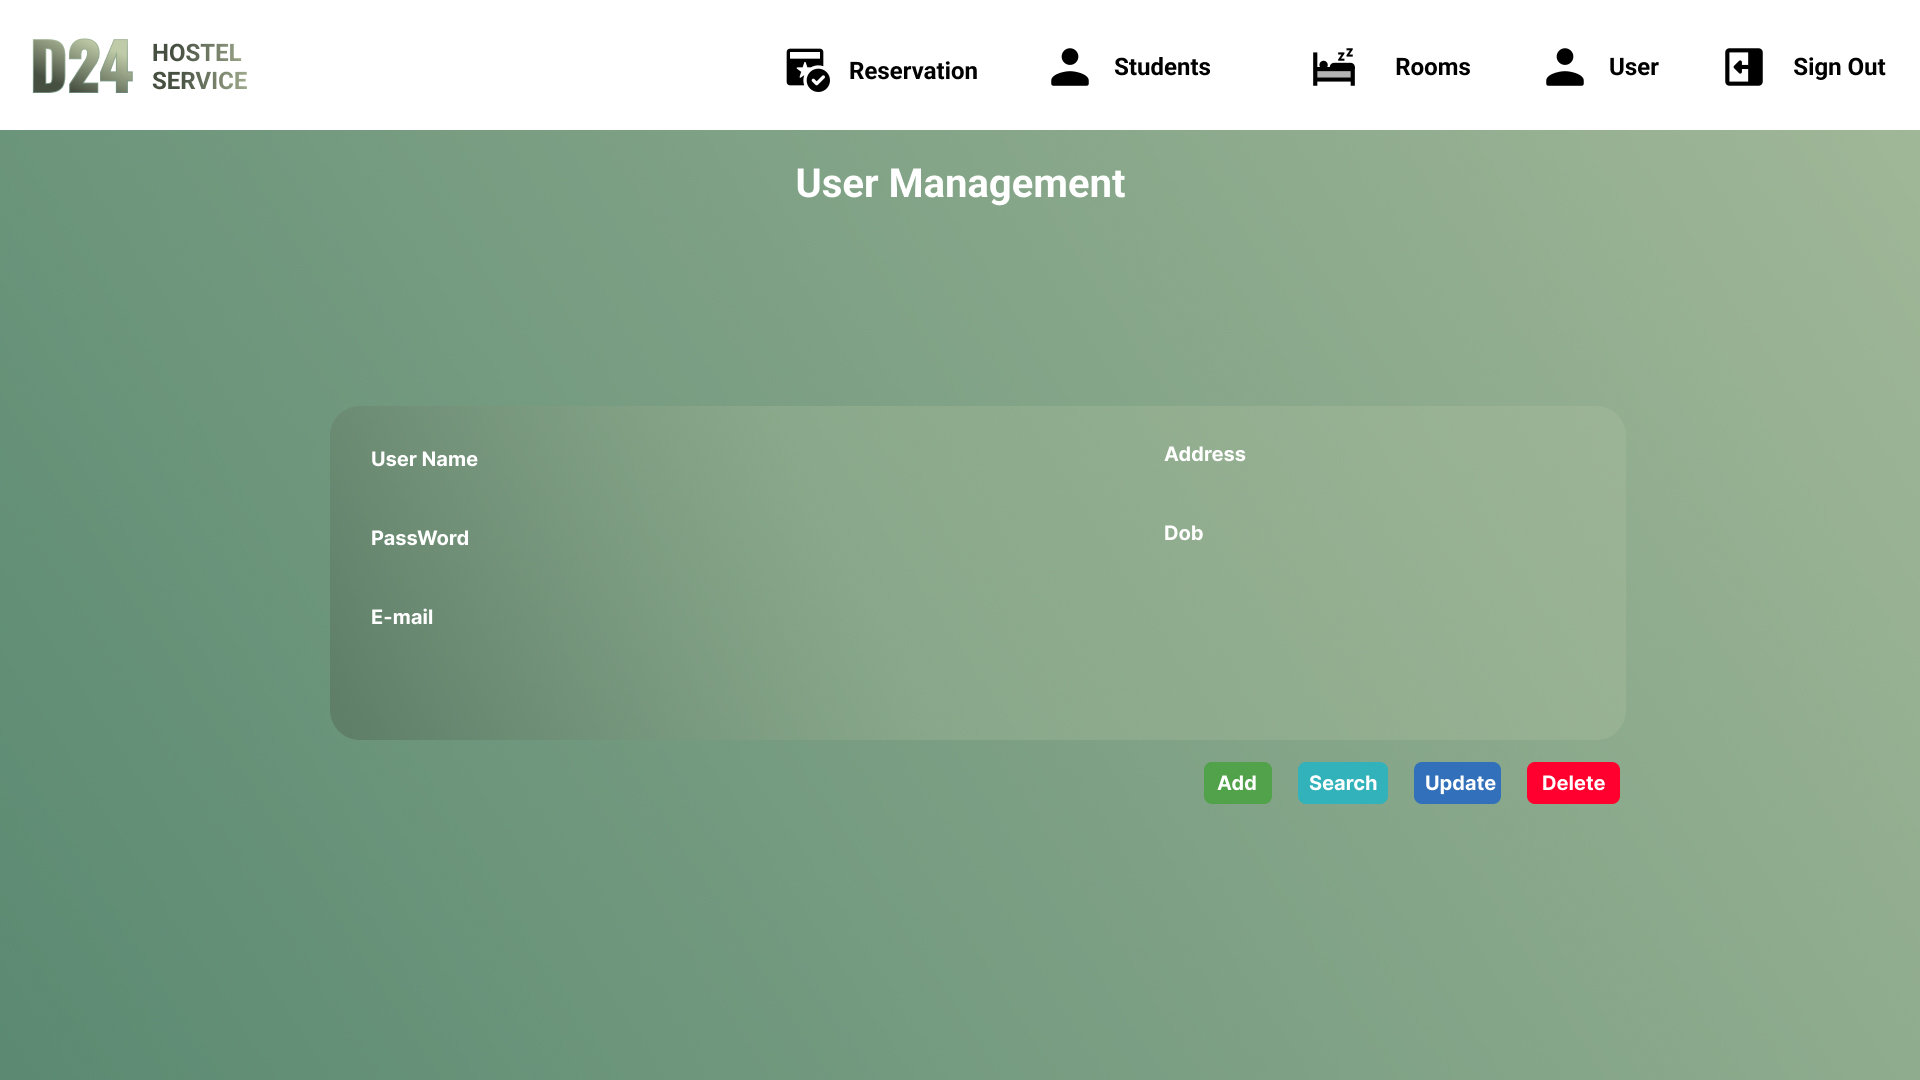 D24
HOSTEL
SERVICE
Reservation
Students
zz
Rooms
User
Sign Out
User Management
User Name
Address
PassWord
Dob
E-mail
Add
Search
Update
Delete